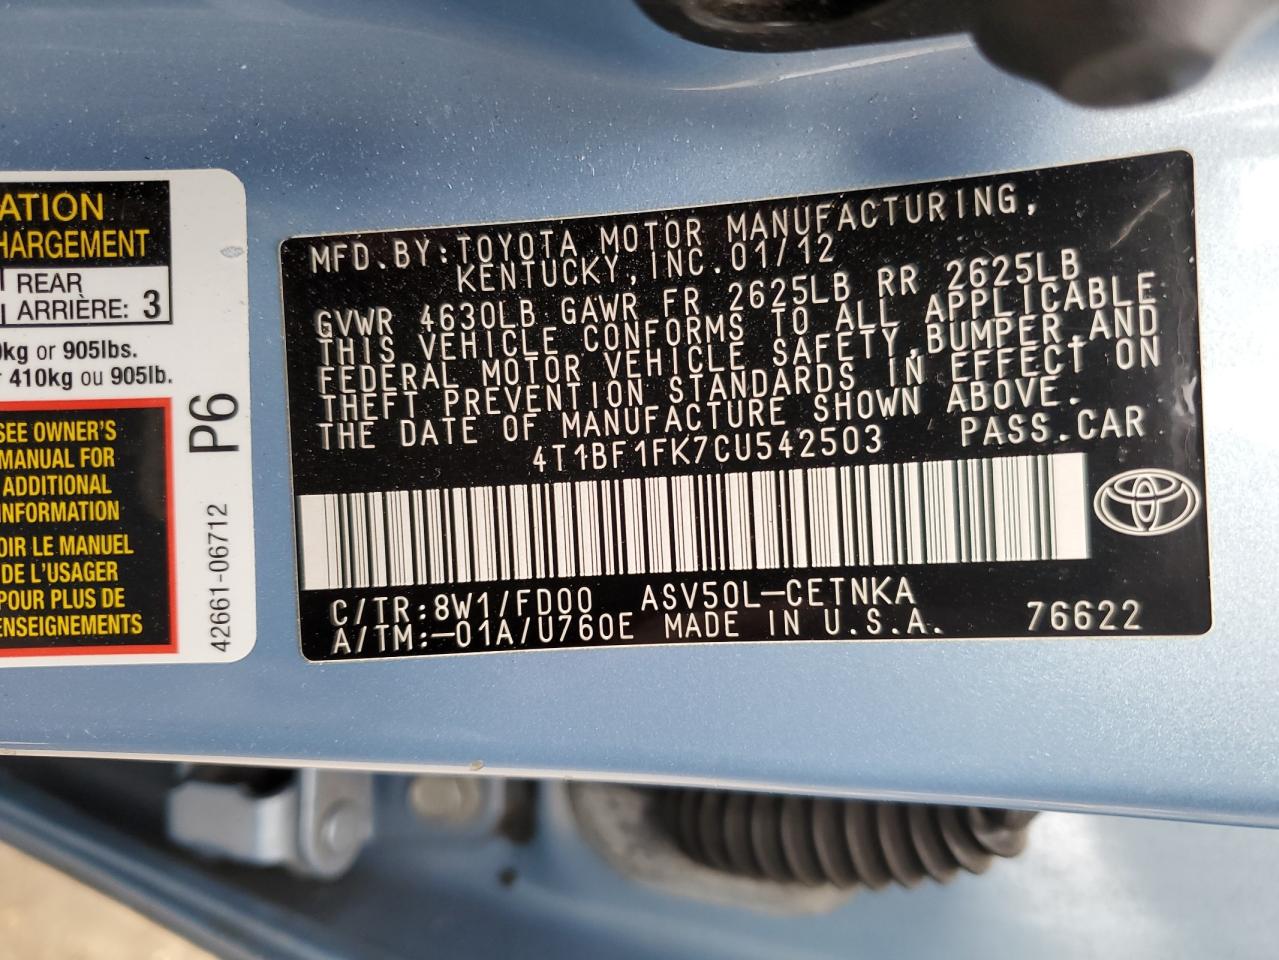 ATION
HARGEMENT
REAR
ARRIÈRE: 3
kg or 905lbs.
410kg ou 905lb.
SEE OWNER'S
MANUAL FOR
ADDITIONAL
INFORMATION
OIR LE MANUEL
DE L'USAGER
POUR PLUS DE
ENSEIGNEMENTS
P6
42661-06712
MFD.BY:TOYOTA MOTOR MANUFACTURING,
KENTUCKY,INC.01/12
GVWR 4630LB GAWR FR 2625LB RR 2625LB
THIS VEHICLE CONFORMS TO ALL APPLICABLE
FEDERAL MOTOR VEHICLE SAFETY,BUMPER,AND
THEFT PREVENTION STANDARDS IN EFFECT ON
THE DATE OF MANUFACTURE SHOWN ABOVE.
4T1BF1FK7CU542503 PASS.CAR
C/TR:8W1/FD00 ASV50L-CETNKA
A/TM:-01A/U760E MADE IN U.S.A. 76622